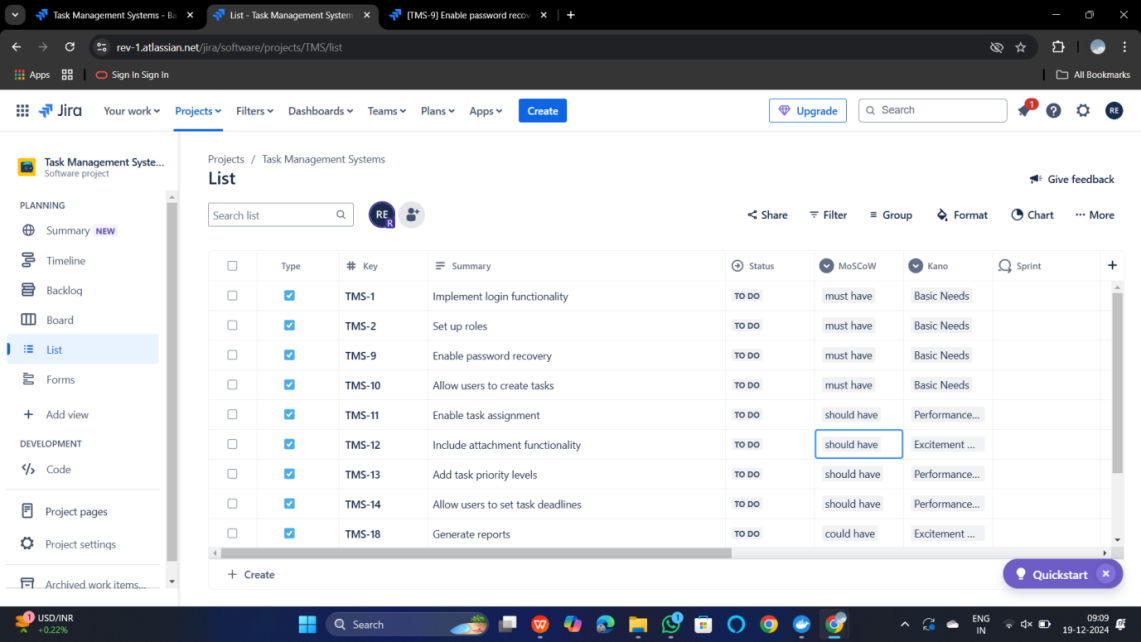 Task Management Systems - Ba
List - Task Management System
[TMS-9] Enable password recov
rev-1.atlassian.net/jira/software/projects/TMS/list
Apps
Sign In Sign In
All Bookmarks
Jira
Your work
Projects
Filters
Dashboards
Teams
Plans
Apps
Create
Upgrade
Search
1
RE
Task Management Syste...
Software project
PLANNING
Summary NEW
Timeline
Backlog
Board
List
Forms
Add view
DEVELOPMENT
Code
Project pages
Project settings
Archived work items...
Projects / Task Management Systems
List
Give feedback
Search list
RE
R
Share
Filter
Group
Format
Chart
More
Type Key Summary Status MoSCoW Kano Sprint
TMS-1 Implement login functionality TO DO must have Basic Needs
TMS-2 Set up roles TO DO must have Basic Needs
TMS-9 Enable password recovery TO DO must have Basic Needs
TMS-10 Allow users to create tasks TO DO must have Basic Needs
TMS-11 Enable task assignment TO DO should have Performance...
TMS-12 Include attachment functionality TO DO should have Excitement ...
TMS-13 Add task priority levels TO DO should have Performance...
TMS-14 Allow users to set task deadlines TO DO should have Performance...
TMS-18 Generate reports TO DO could have Excitement ...
+ Create
Quickstart
1
USD/INR
+0.22%
Search
1
ENG
IN
09:09
19-12-2024